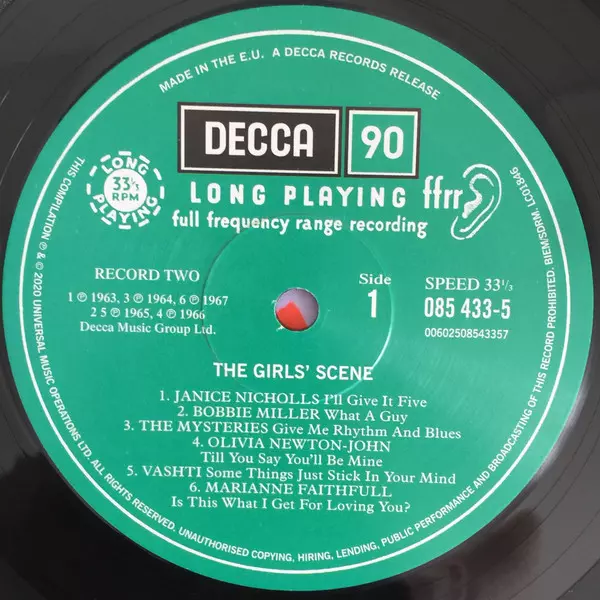 MADE IN THE E.U. A DECCA RECORDS RELEASE
DECCA 90
LONG PLAYING ffrr
full frequency range recording
LONG
33⅓
RPM
PLAYING
RECORD TWO
1 ℗ 1963, 3 ℗ 1964, 6 ℗ 1967
2 5 ℗ 1965, 4 ℗ 1966
Decca Music Group Ltd.
Side
1
SPEED 33⅓
085 433-5
00602508543357
THE GIRLS' SCENE
1. JANICE NICHOLLS I'll Give It Five
2. BOBBIE MILLER What A Guy
3. THE MYSTERIES Give Me Rhythm And Blues
4. OLIVIA NEWTON-JOHN
Till You Say You'll Be Mine
5. VASHTI Some Things Just Stick In Your Mind
6. MARIANNE FAITHFULL
Is This What I Get For Loving You?
THIS COMPILATION ℗ & © 2020 UNIVERSAL MUSIC OPERATIONS LTD. ALL RIGHTS RESERVED. UNAUTHORISED COPYING, HIRING, LENDING, PUBLIC PERFORMANCE AND BROADCASTING OF THIS RECORD PROHIBITED. BIEM/SDRM. LC01846